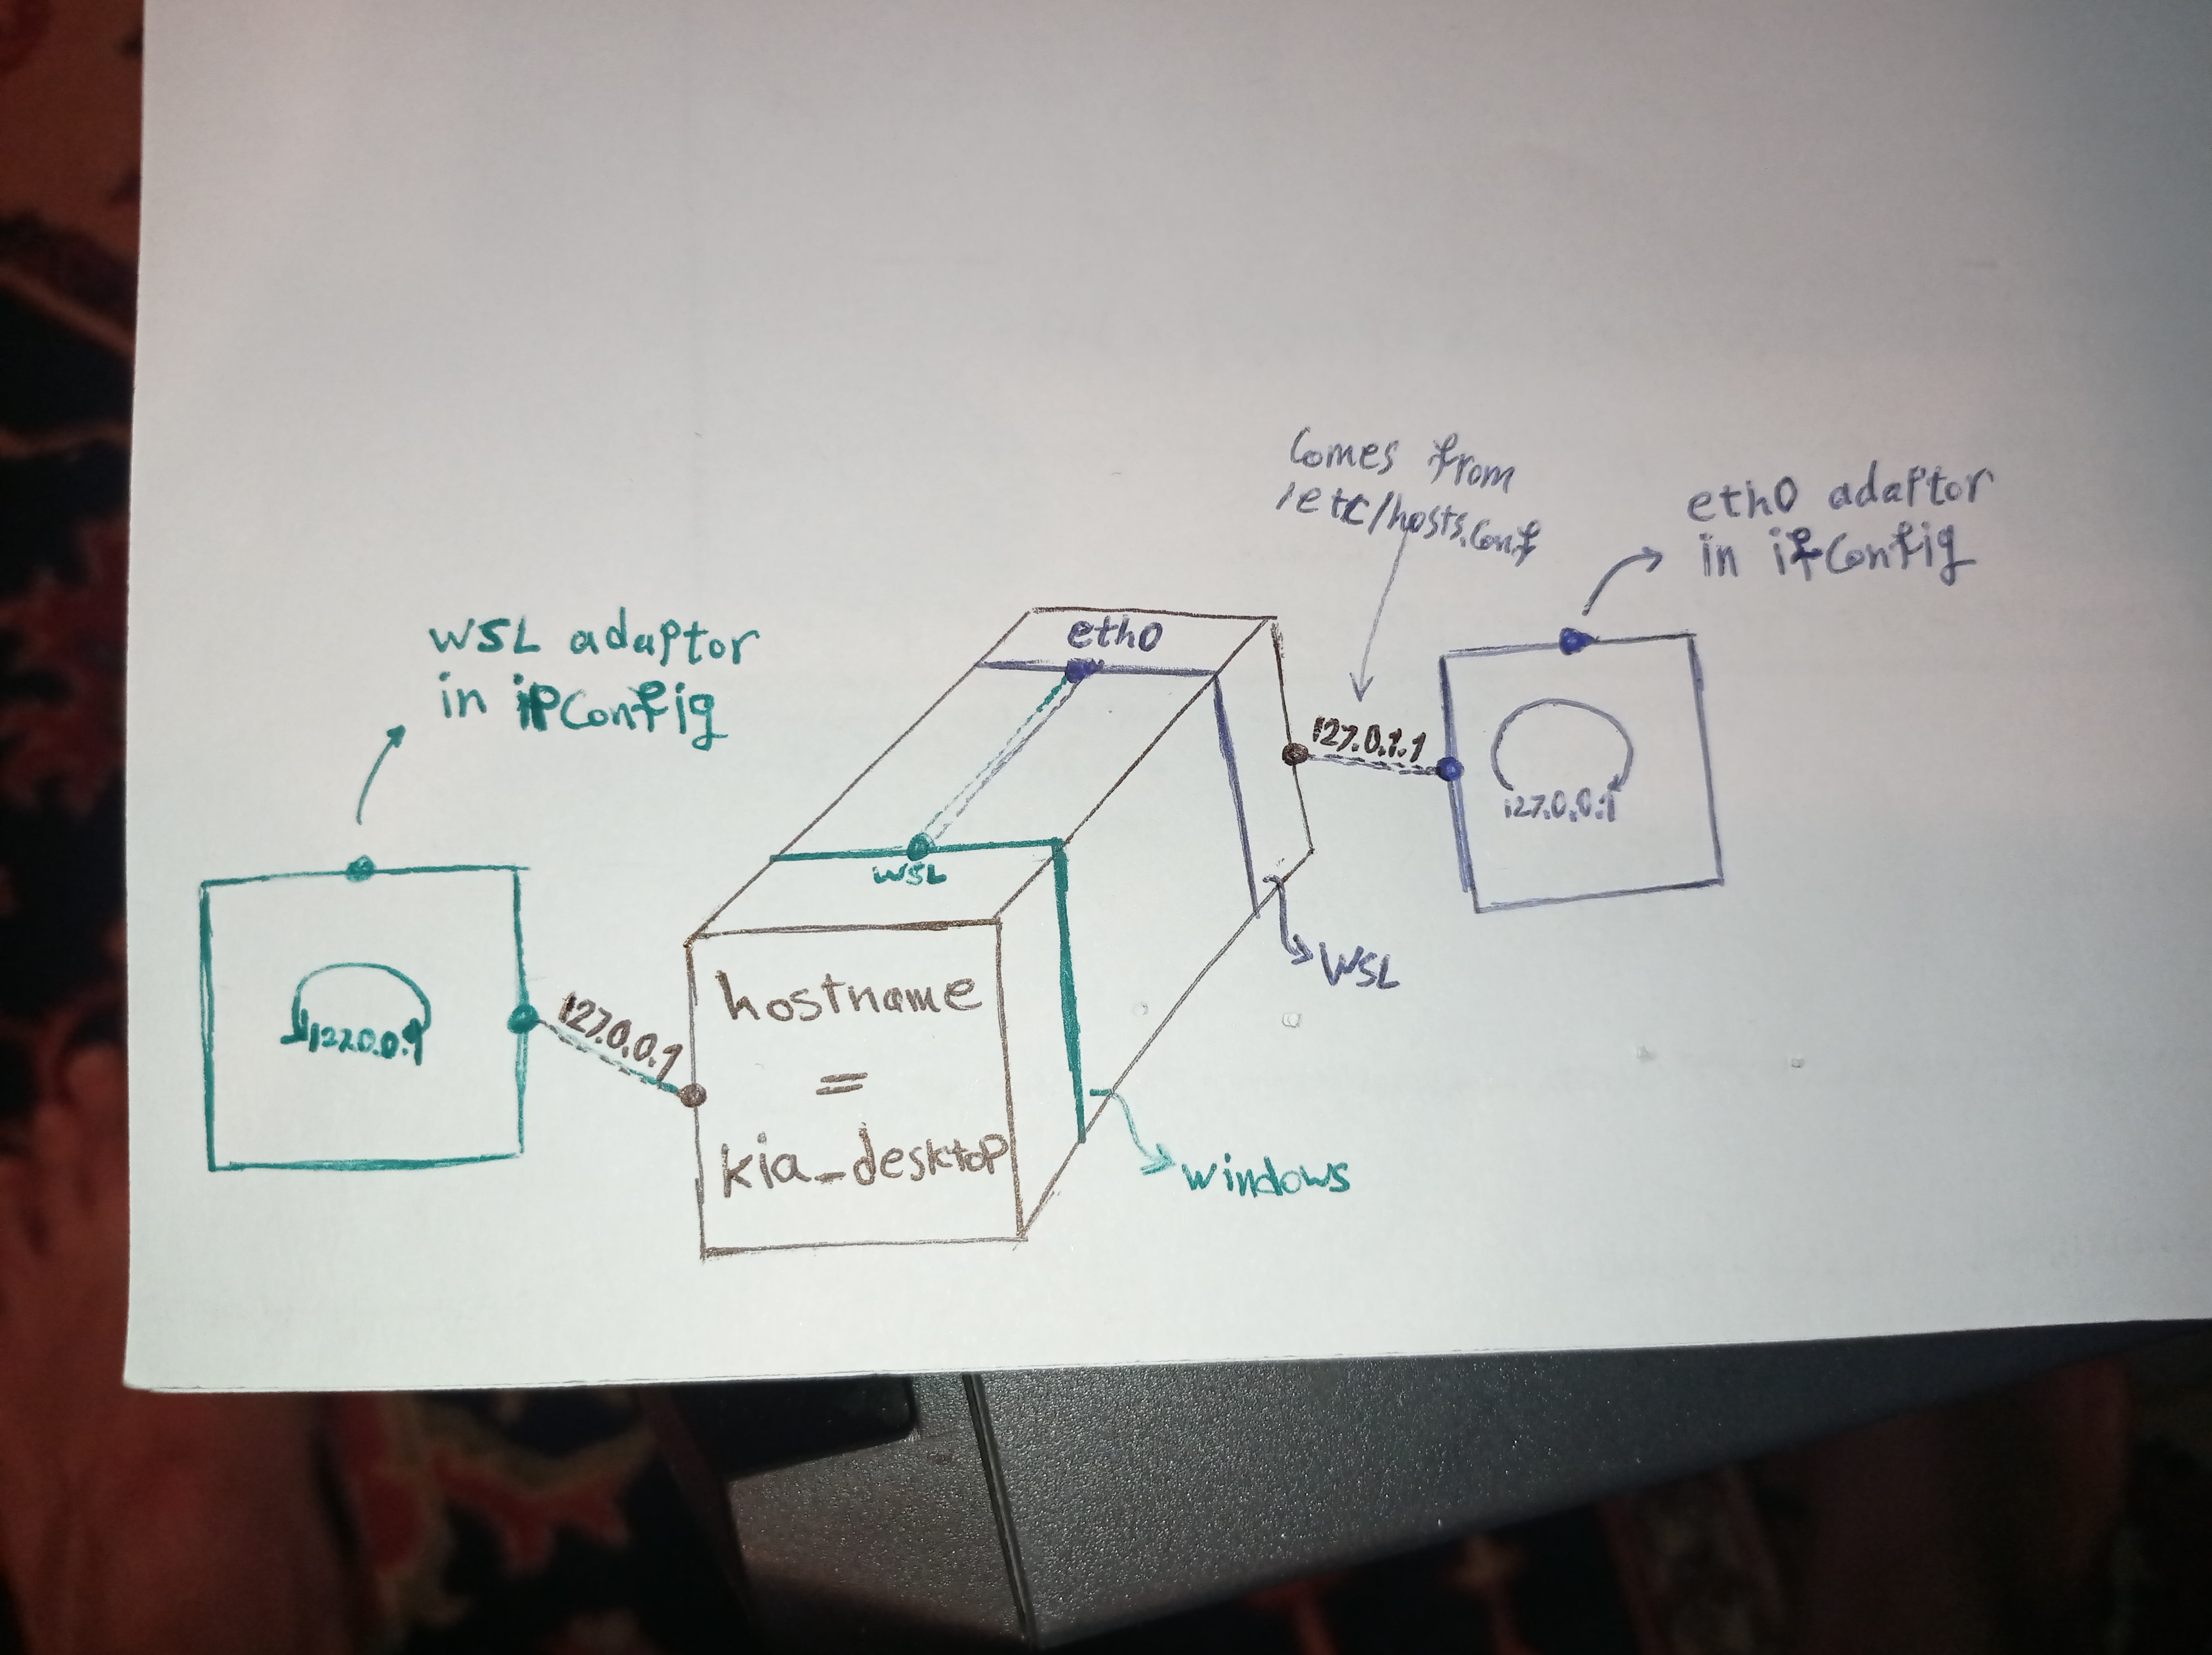 Comes from
/etc/hosts.conf
eth0 adaptor
in ifconfig
WSL adaptor
in ipconfig
eth0
127.0.1.1
127.0.0.1
WSL
WSL
hostname
=
kia_desktop
127.0.0.1
127.0.0.1
windows